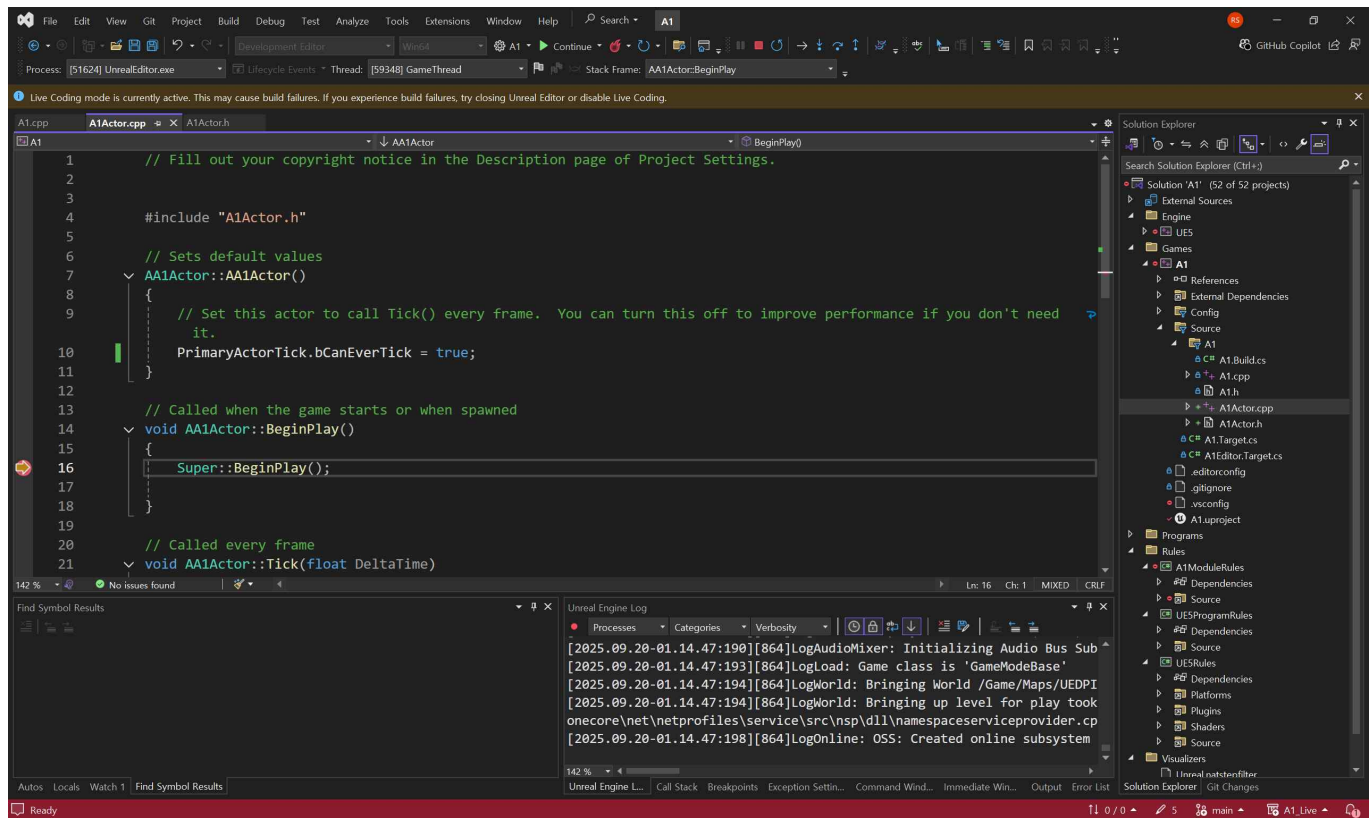 File Edit View Git Project Build Debug Test Analyze Tools Extensions Window Help Search A1 RS
Development Editor Win64 A1 Continue GitHub Copilot
Process: [51624] UnrealEditor.exe Lifecycle Events Thread: [59348] GameThread Stack Frame: AA1Actor::BeginPlay
Live Coding mode is currently active. This may cause build failures. If you experience build failures, try closing Unreal Editor or disable Live Coding.
A1.cpp A1Actor.cpp A1Actor.h
A1 AA1Actor BeginPlay()
1 // Fill out your copyright notice in the Description page of Project Settings.
2
3
4 #include "A1Actor.h"
5
6 // Sets default values
7 AA1Actor::AA1Actor()
8 {
9 // Set this actor to call Tick() every frame.  You can turn this off to improve performance if you don't need
it.
10 PrimaryActorTick.bCanEverTick = true;
11 }
12
13 // Called when the game starts or when spawned
14 void AA1Actor::BeginPlay()
15 {
16 Super::BeginPlay();
17
18 }
19
20 // Called every frame
21 void AA1Actor::Tick(float DeltaTime)
142 % No issues found Ln: 16 Ch: 1 MIXED CRLF
Find Symbol Results
Autos Locals Watch 1 Find Symbol Results
Unreal Engine Log
Processes Categories Verbosity
[2025.09.20-01.14.47:190][864]LogAudioMixer: Initializing Audio Bus Sub
[2025.09.20-01.14.47:193][864]LogLoad: Game class is 'GameModeBase'
[2025.09.20-01.14.47:194][864]LogWorld: Bringing World /Game/Maps/UEDPI
[2025.09.20-01.14.47:194][864]LogWorld: Bringing up level for play took
onecore\net\netprofiles\service\src\nsp\dll\namespaceserviceprovider.cp
[2025.09.20-01.14.47:198][864]LogOnline: OSS: Created online subsystem
142 %
Unreal Engine L... Call Stack Breakpoints Exception Settin... Command Wind... Immediate Win... Output Error List
Solution Explorer
Search Solution Explorer (Ctrl+;)
Solution 'A1' (52 of 52 projects)
External Sources
Engine
UE5
Games
A1
References
External Dependencies
Config
Source
A1
C# A1.Build.cs
++ A1.cpp
A1.h
++ A1Actor.cpp
A1Actor.h
C# A1.Target.cs
C# A1Editor.Target.cs
.editorconfig
.gitignore
.vsconfig
A1.uproject
Programs
Rules
A1ModuleRules
Dependencies
Source
UE5ProgramRules
Dependencies
Source
UE5Rules
Dependencies
Platforms
Plugins
Shaders
Source
Visualizers
Unreal.natstepfilter
Solution Explorer Git Changes
Ready 0 / 0 5 main A1_Live